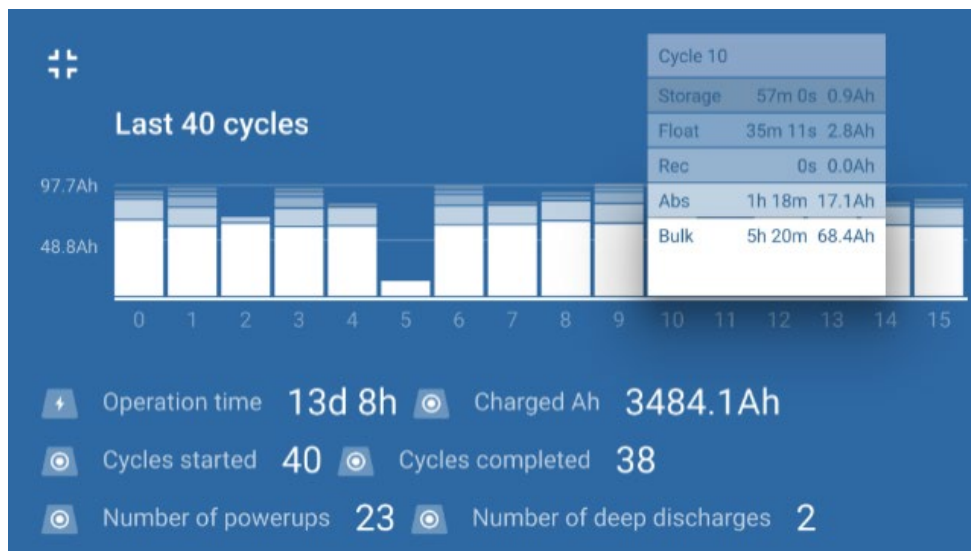 Cycle 10
Storage 57m 0s 0.9Ah
Last 40 cycles
Float 35m 11s 2.8Ah
Rec 0s 0.0Ah
97.7Ah
Abs 1h 18m 17.1Ah
Bulk 5h 20m 68.4Ah
48.8Ah
0 1 2 3 4 5 6 7 8 9 10 11 12 13 14 15
Operation time 13d 8h Charged Ah 3484.1Ah
Cycles started 40 Cycles completed 38
Number of powerups 23 Number of deep discharges 2